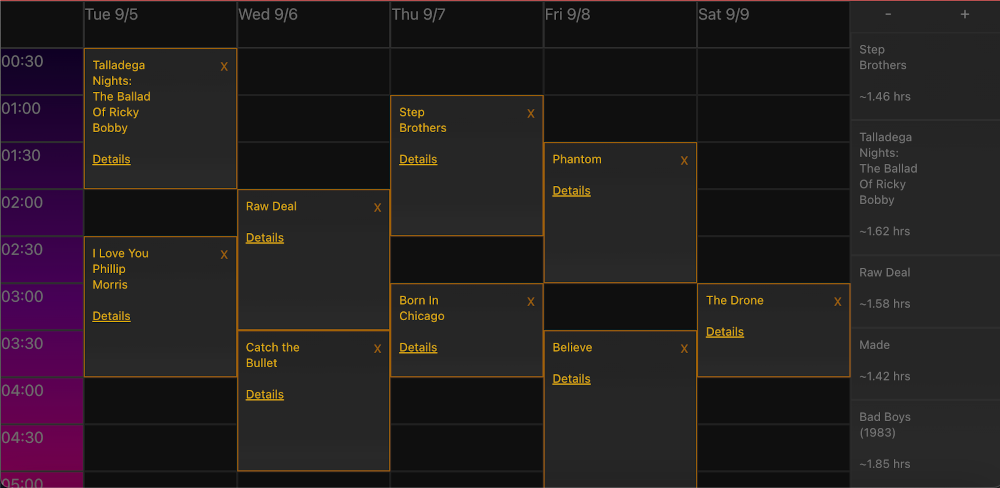 Tue 9/5
Wed 9/6
Thu 9/7
Fri 9/8
Sat 9/9
-
+
00:30
01:00
01:30
02:00
02:30
03:00
03:30
04:00
04:30
05:00
Talladega
Nights:
The Ballad
Of Ricky
Bobby
X
Details
I Love You
Phillip
Morris
X
Details
Raw Deal
X
Details
Catch the
Bullet
X
Details
Step
Brothers
X
Details
Born In
Chicago
X
Details
Phantom
X
Details
Believe
X
Details
The Drone
X
Details
Step
Brothers
~1.46 hrs
Talladega
Nights:
The Ballad
Of Ricky
Bobby
~1.62 hrs
Raw Deal
~1.58 hrs
Made
~1.42 hrs
Bad Boys
(1983)
~1.85 hrs